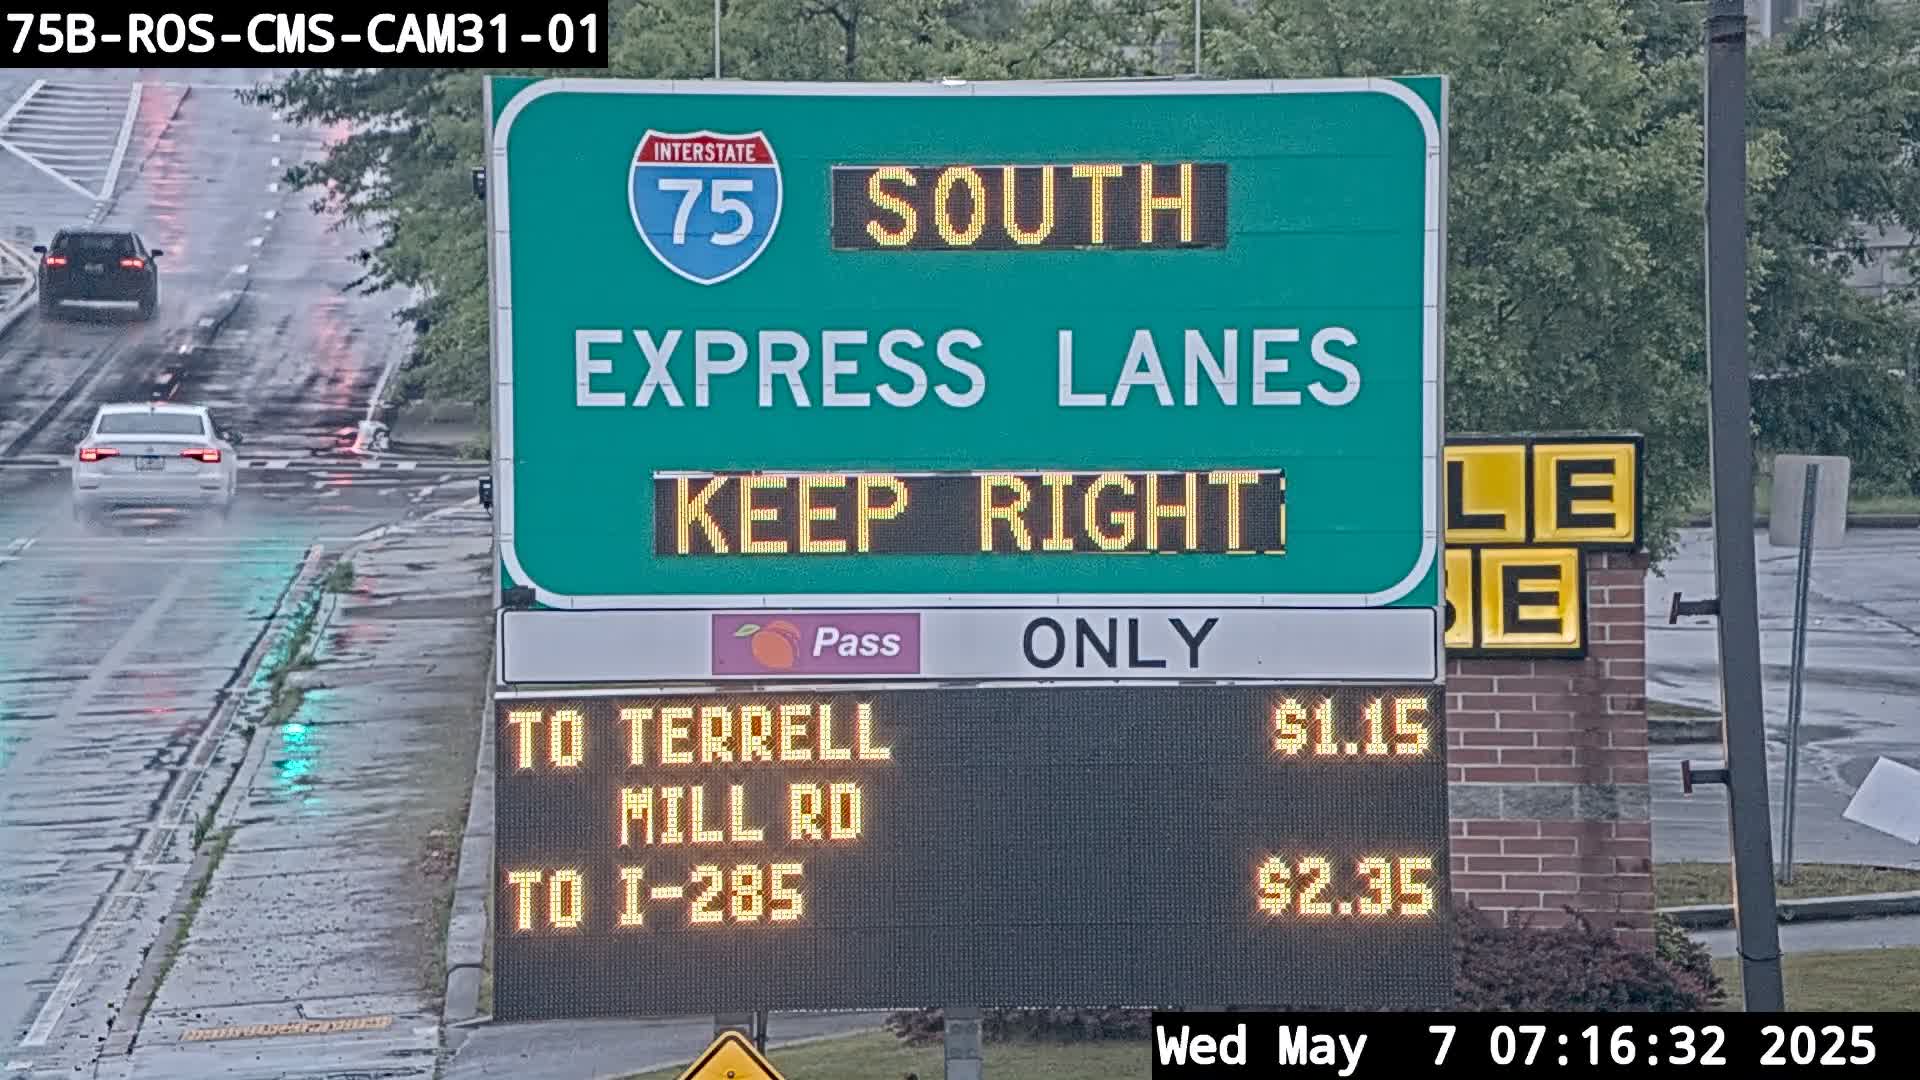 75B-ROS-CMS-CAM31-01
INTERSTATE
75
SOUTH
EXPRESS LANES
KEEP RIGHT
Pass ONLY
TO TERRELL $1.15
MILL RD
TO I-285 $2.35
LE
E
Wed May 7 07:16:32 2025